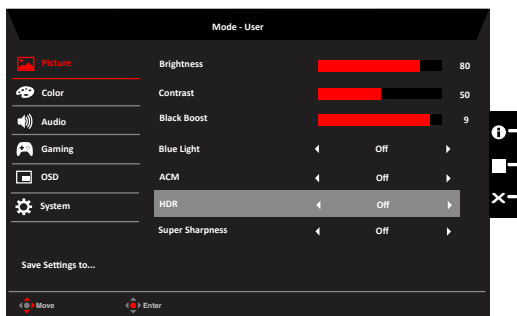 Mode - User
Picture
Color
Audio
Gaming
OSD
System
Save Settings to...
Brightness 80
Contrast 50
Black Boost 9
Blue Light Off
ACM Off
HDR Off
Super Sharpness Off
Move Enter